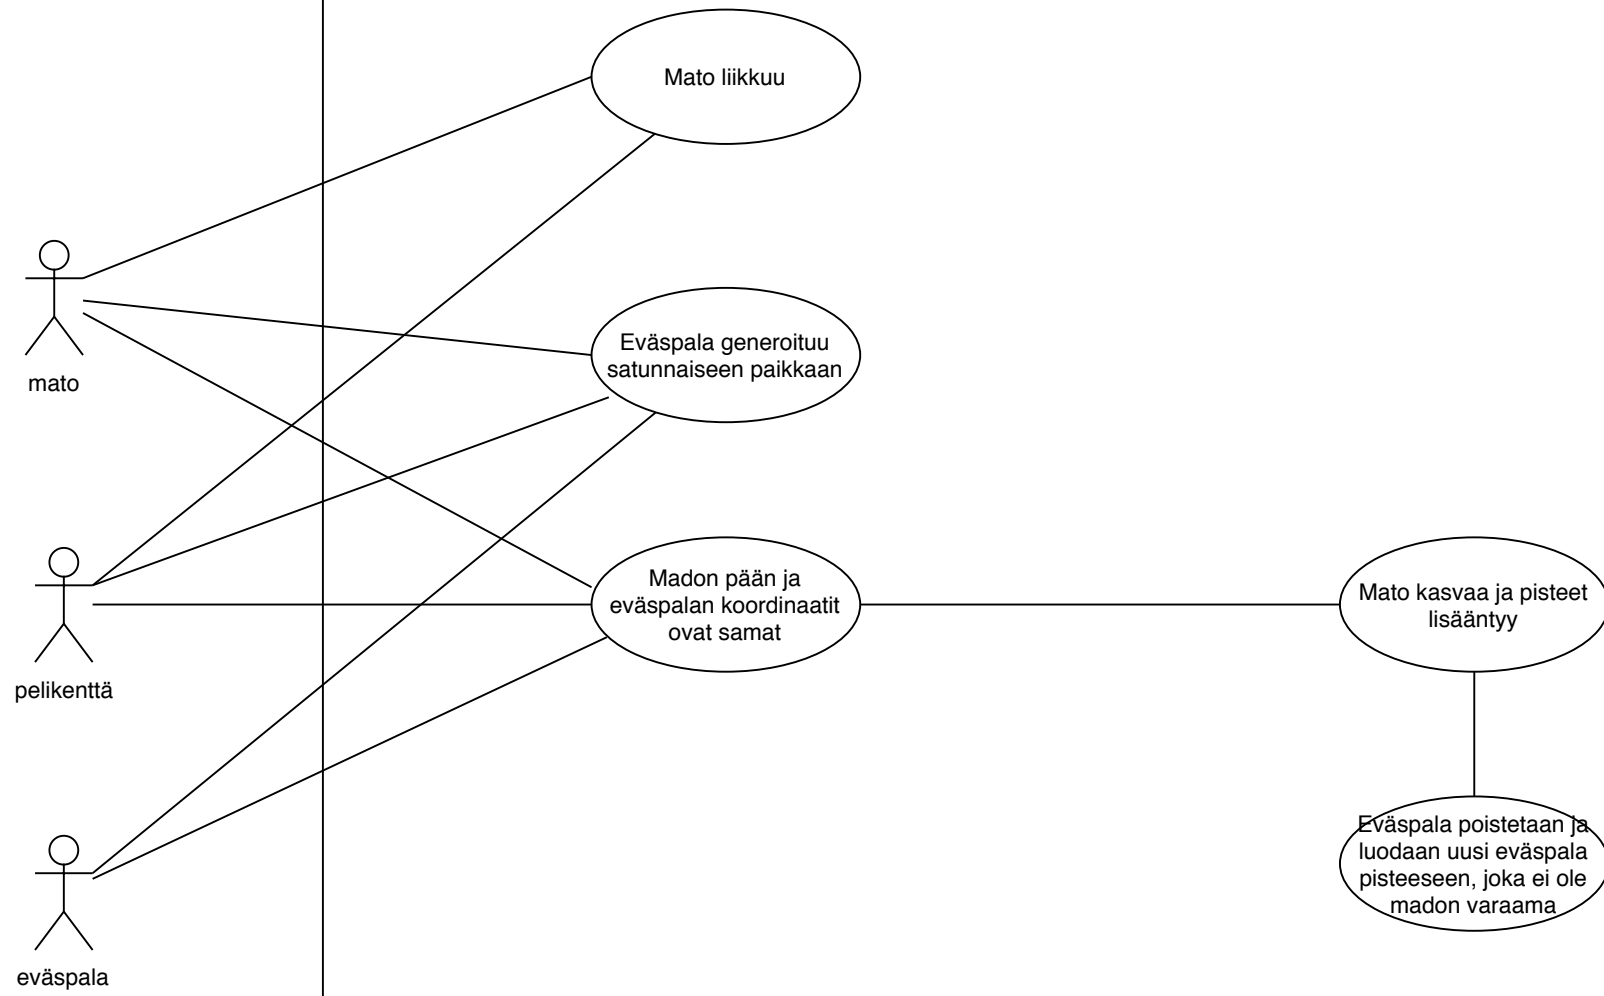 Mato liikkuu
mato
Eväspala generoituu
satunnaiseen paikkaan
pelikenttä
Madon pään ja
eväspalan koordinaatit
ovat samat
Mato kasvaa ja pisteet
lisääntyy
eväspala
Eväspala poistetaan ja
luodaan uusi eväspala
pisteeseen, joka ei ole
madon varaama